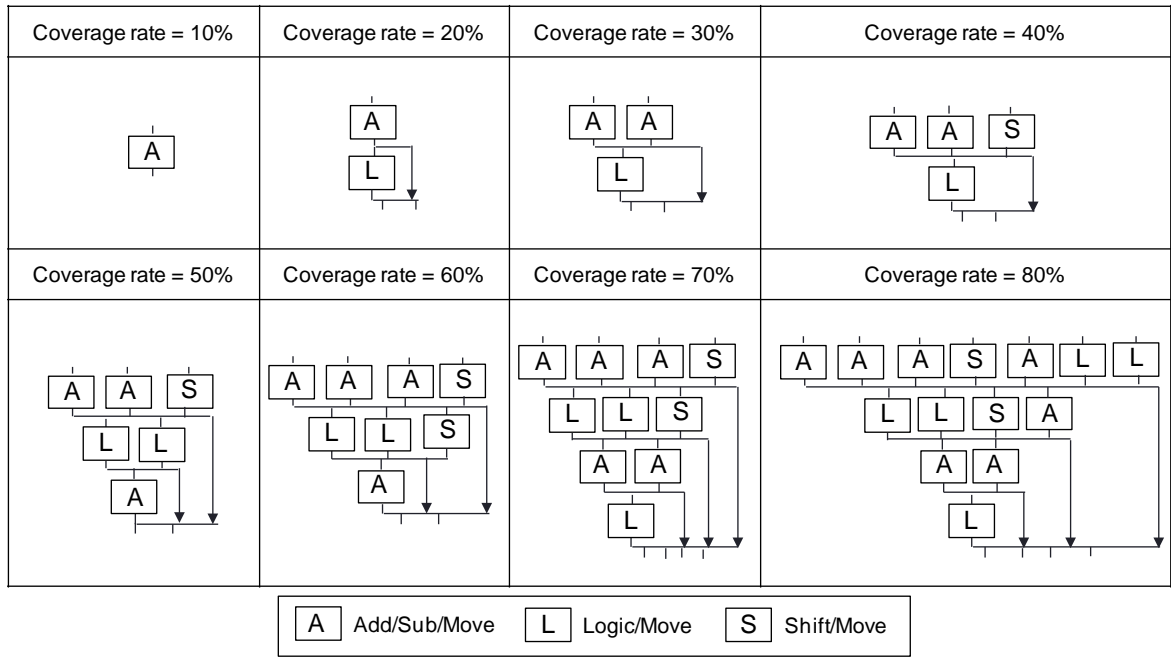 Coverage rate = 10%
Coverage rate = 20%
Coverage rate = 30%
Coverage rate = 40%
A
A
L
A A
L
A A S
L
Coverage rate = 50%
Coverage rate = 60%
Coverage rate = 70%
Coverage rate = 80%
A A S
L L
A
A A A S
L L S
A
A A A S
L L S
A A
L
A A A S A L L
L L S A
A A
L
A Add/Sub/Move L Logic/Move S Shift/Move